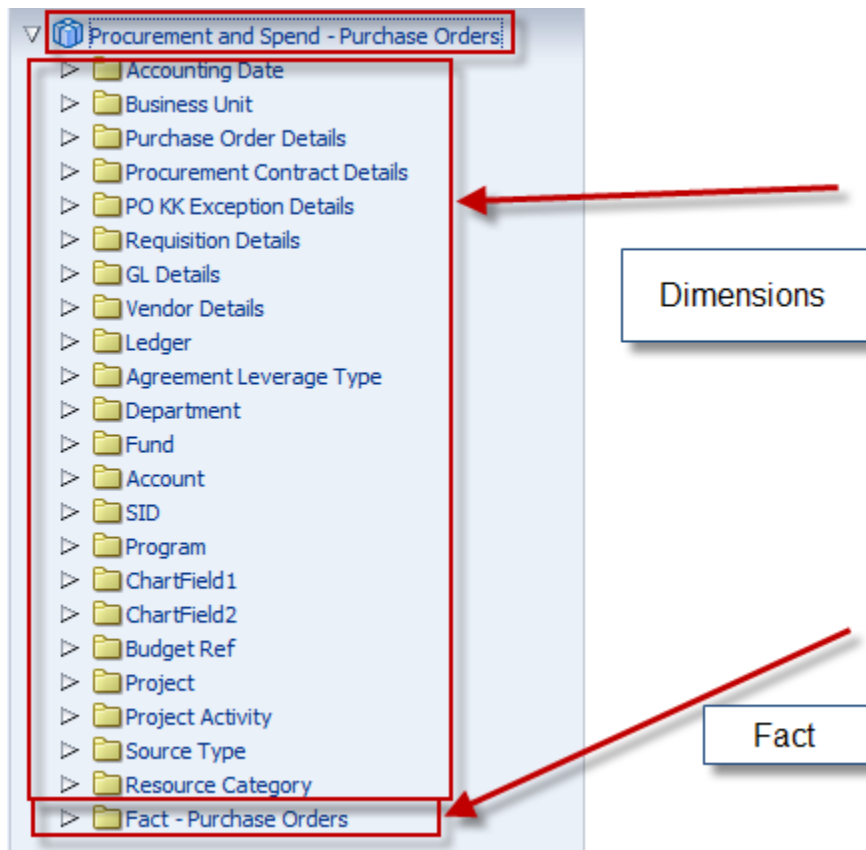 Procurement and Spend - Purchase Orders
Accounting Date
Business Unit
Purchase Order Details
Procurement Contract Details
PO KK Exception Details
Requisition Details
GL Details
Vendor Details
Ledger
Agreement Leverage Type
Department
Fund
Account
SID
Program
ChartField1
ChartField2
Budget Ref
Project
Project Activity
Source Type
Resource Category
Fact - Purchase Orders
Dimensions
Fact